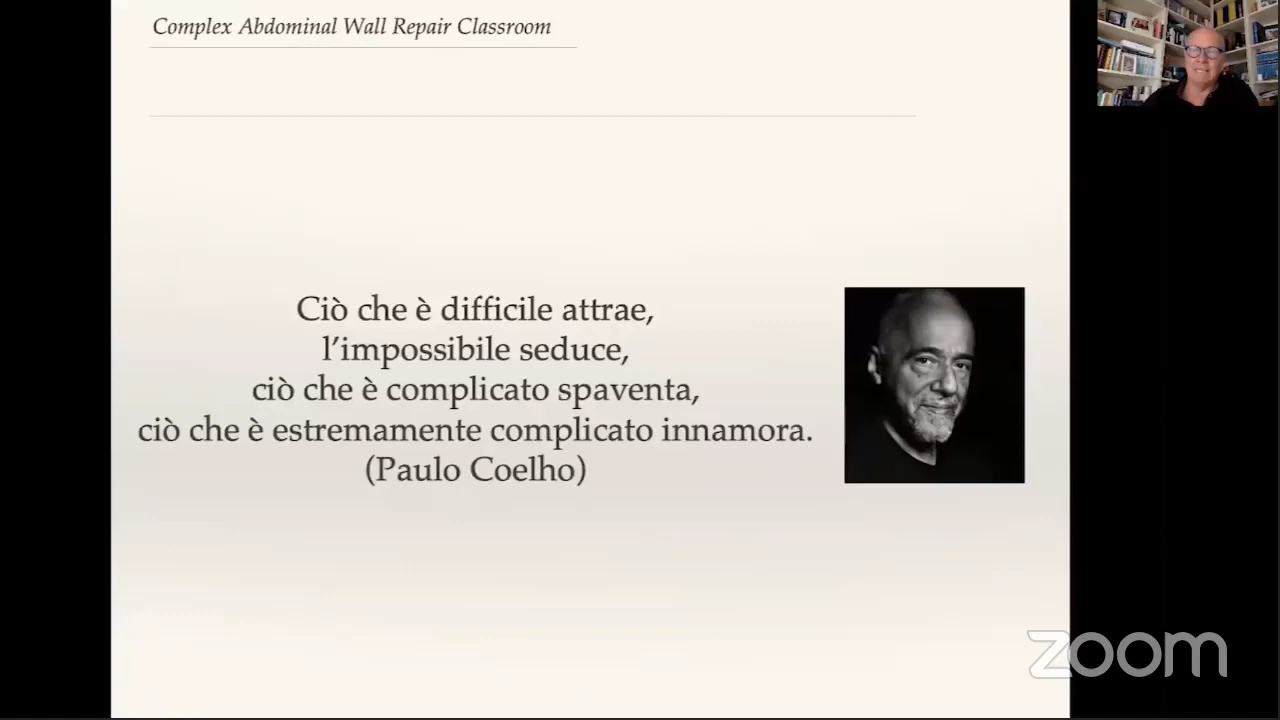 Complex Abdominal Wall Repair Classroom
Ciò che è difficile attrae,
l’impossibile seduce,
ciò che è complicato spaventa,
ciò che è estremamente complicato innamora.
(Paulo Coelho)
zoom